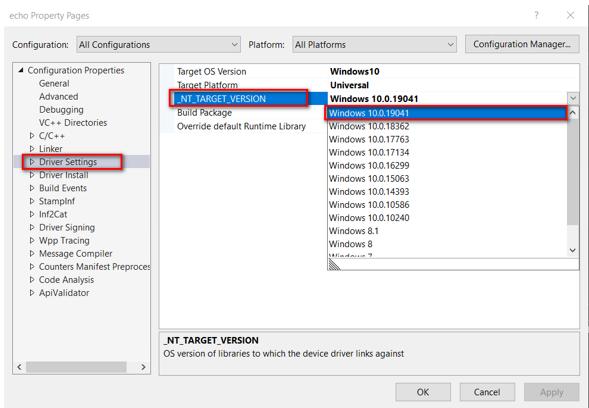 echo Property Pages
? ×
Configuration: All Configurations Platform: All Platforms Configuration Manager...
Configuration Properties
General
Advanced
Debugging
VC++ Directories
C/C++
Linker
Driver Settings
Driver Install
Build Events
StampInf
Inf2Cat
Driver Signing
Wpp Tracing
Message Compiler
Counters Manifest Preproces
Code Analysis
ApiValidator
Target OS Version Windows10
Target Platform Universal
_NT_TARGET_VERSION Windows 10.0.19041
Build Package
Override default Runtime Library
Windows 10.0.19041
Windows 10.0.18362
Windows 10.0.17763
Windows 10.0.17134
Windows 10.0.16299
Windows 10.0.15063
Windows 10.0.14393
Windows 10.0.10586
Windows 10.0.10240
Windows 8.1
Windows 8
Windows 7
_NT_TARGET_VERSION
OS version of libraries to which the device driver links against
OK Cancel Apply